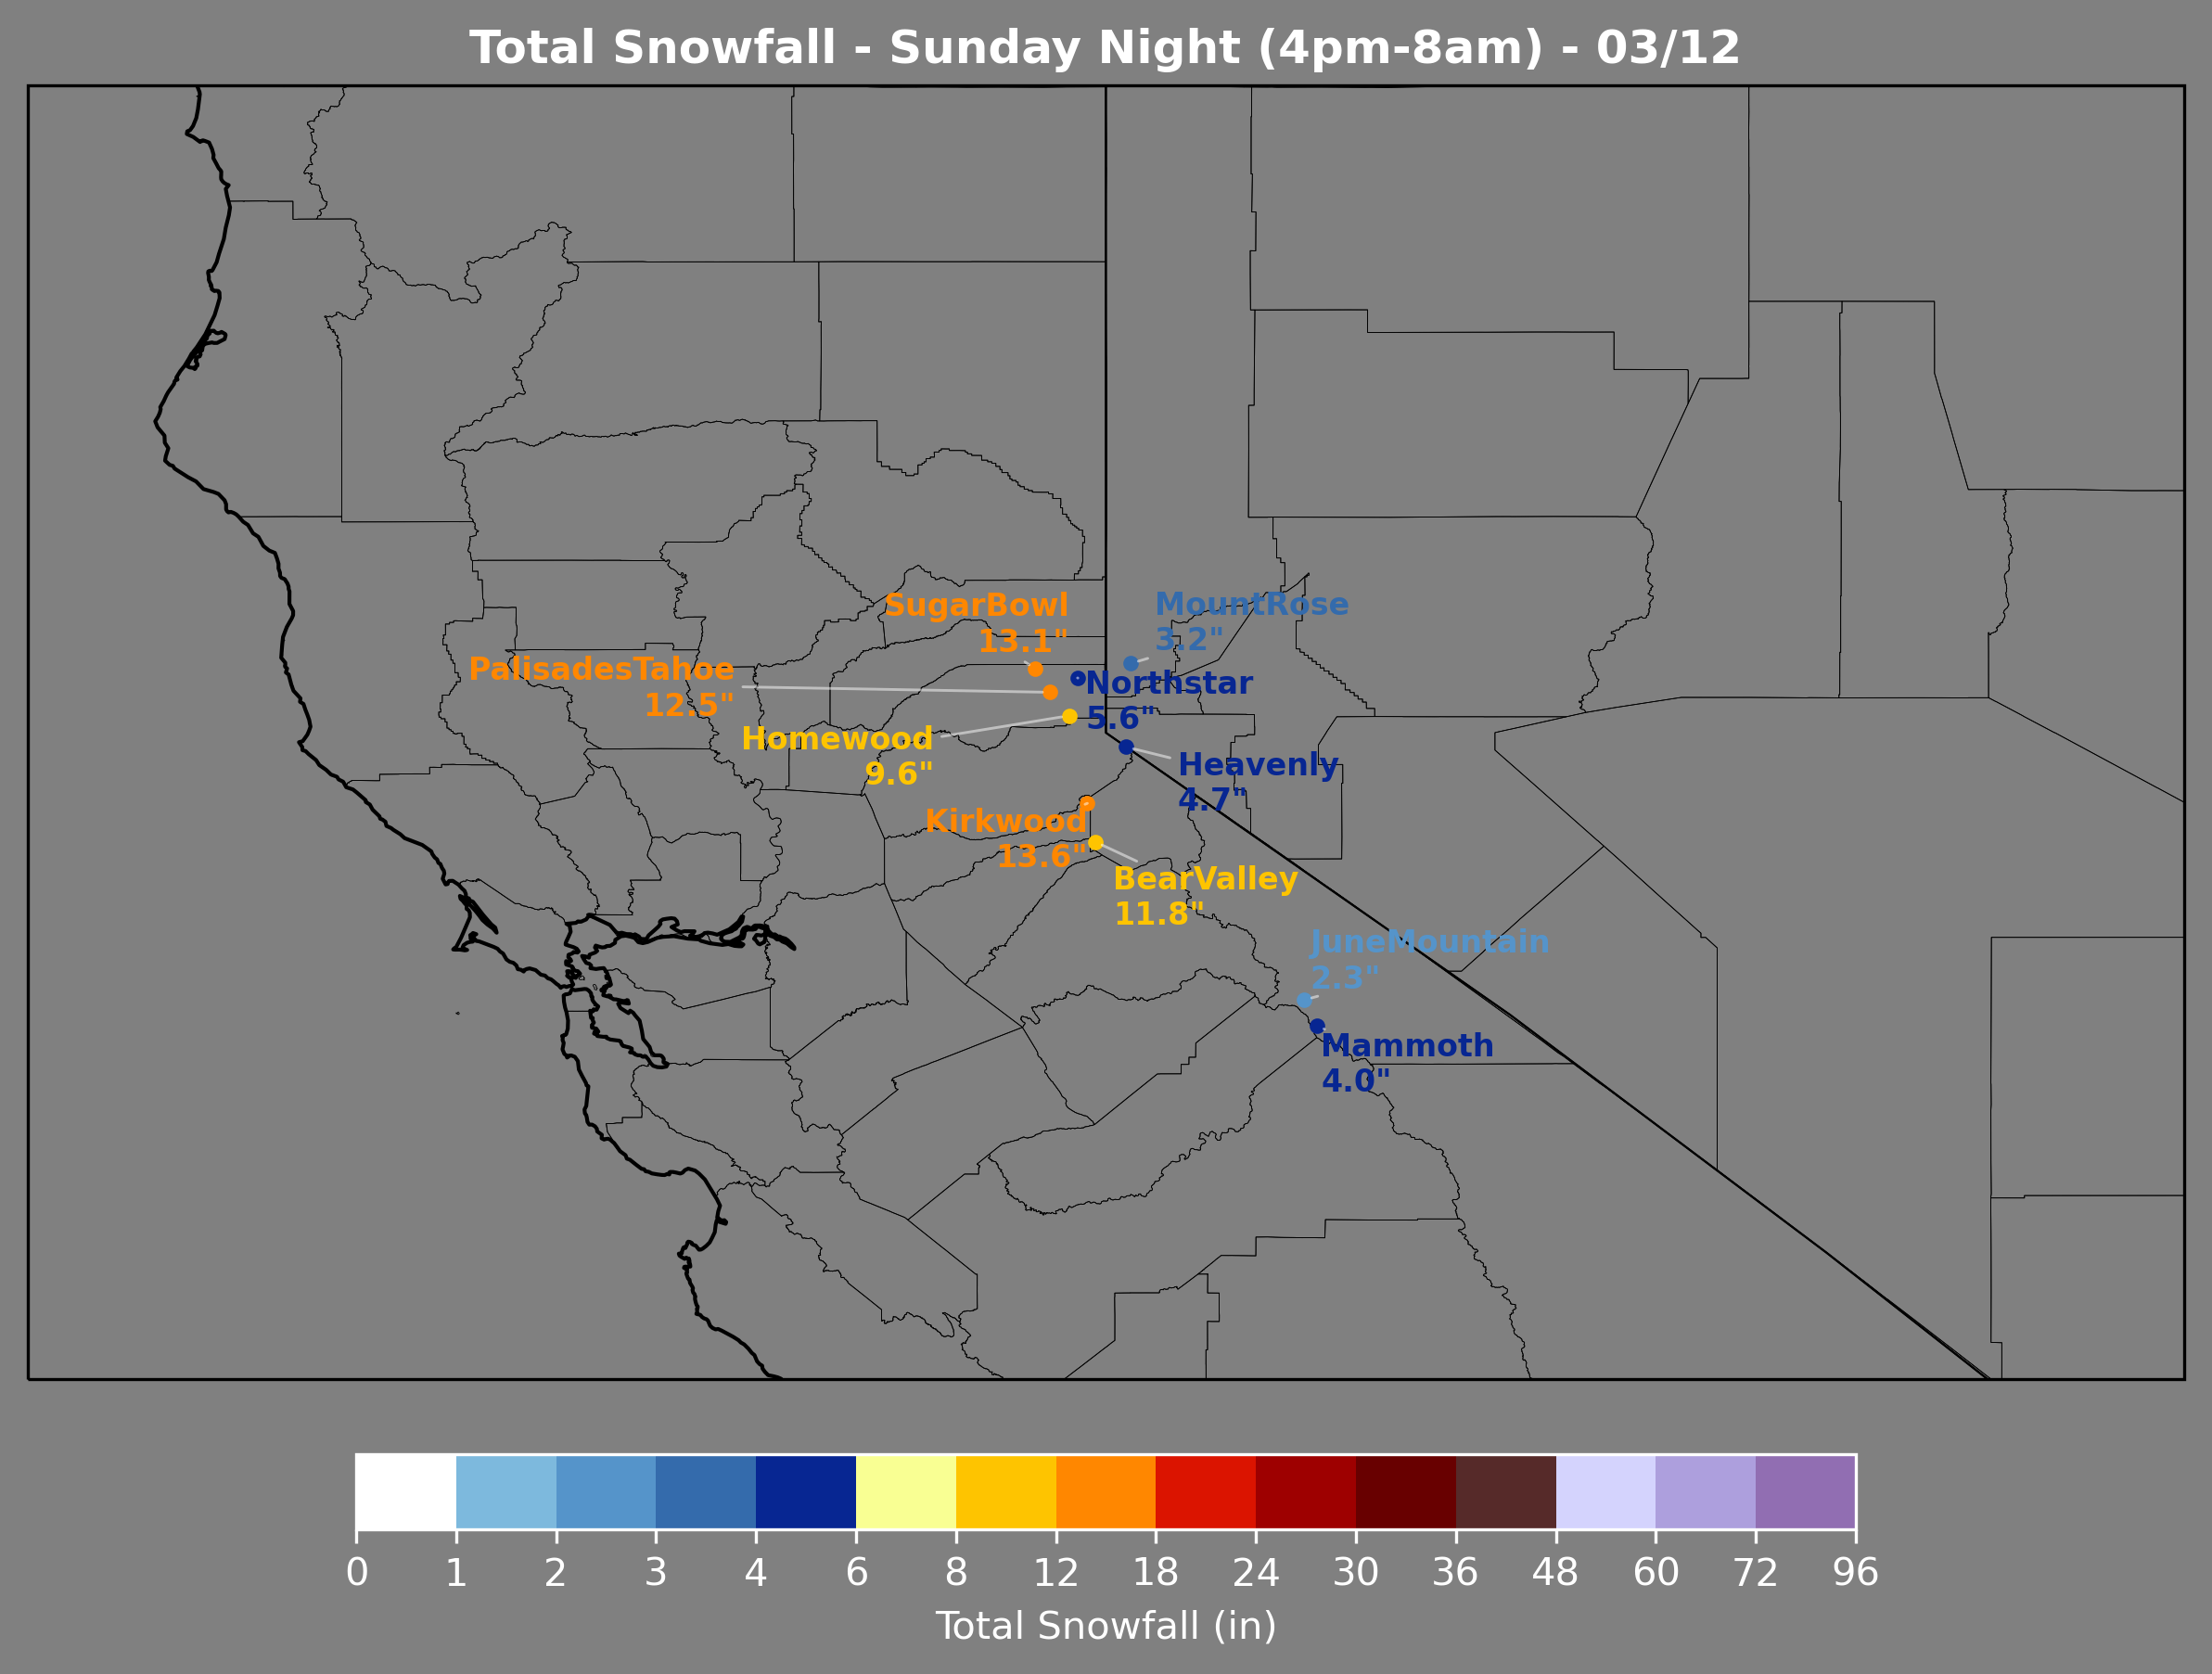 Total Snowfall - Sunday Night (4pm-8am) - 03/12
SugarBowl
13.1"
MountRose
3.2"
PalisadesTahoe
12.5"
Northstar
5.6"
Homewood
9.6"
Heavenly
4.7"
Kirkwood
13.6"
BearValley
11.8"
JuneMountain
2.3"
Mammoth
4.0"
0 1 2 3 4 6 8 12 18 24 30 36 48 60 72 96
Total Snowfall (in)